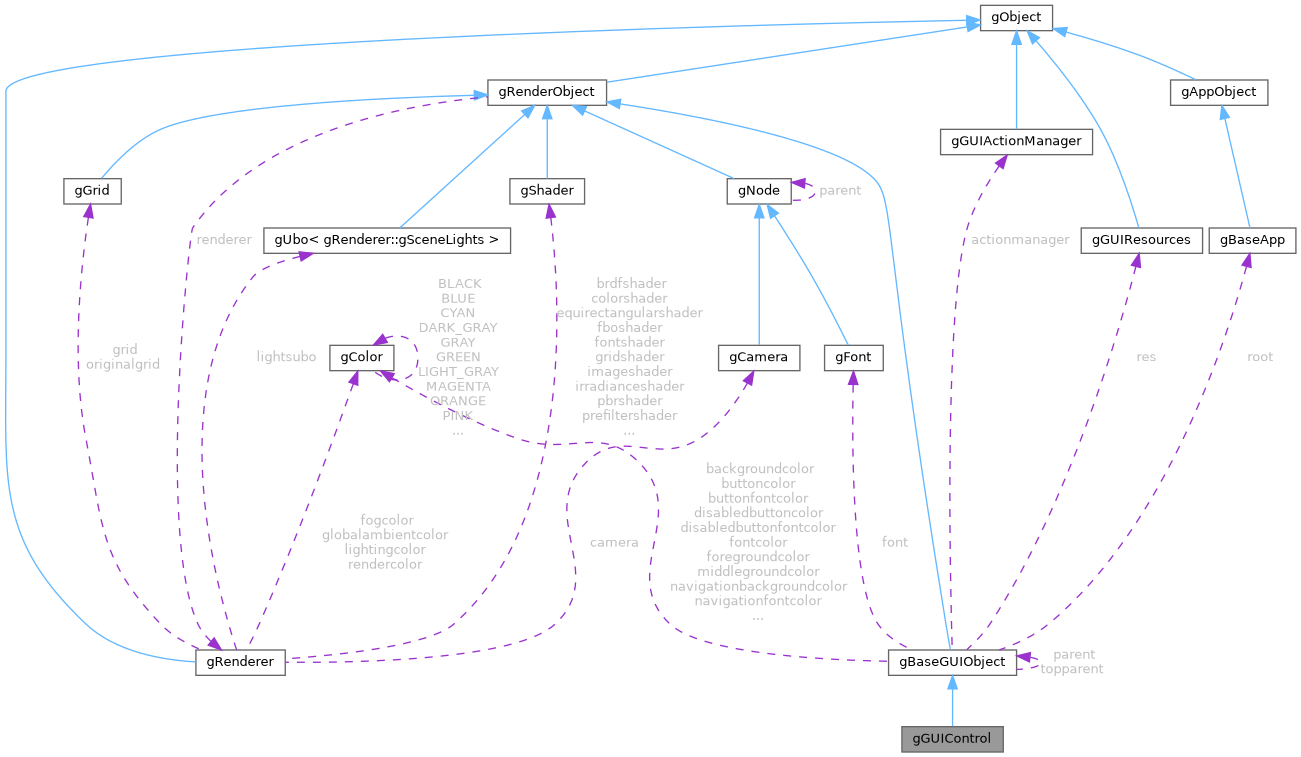 gObject
gRenderObject
gAppObject
gGUIActionManager
gGrid
gShader
gNode
parent
renderer
gUbo< gRenderer::gSceneLights >
actionmanager
gGUIResources
gBaseApp
BLACK
BLUE
CYAN
DARK_GRAY
GRAY
GREEN
LIGHT_GRAY
MAGENTA
ORANGE
PINK
...
brdfshader
colorshader
equirectangularshader
fboshader
fontshader
gridshader
imageshader
irradianceshader
pbrshader
prefiltershader
...
grid
originalgrid
lightsubo
gColor
gCamera
gFont
res
root
backgroundcolor
buttoncolor
buttonfontcolor
disabledbuttoncolor
disabledbuttonfontcolor
fontcolor
foregroundcolor
middlegroundcolor
navigationbackgroundcolor
navigationfontcolor
...
fogcolor
globalambientcolor
lightingcolor
rendercolor
camera
font
gRenderer
gBaseGUIObject
parent
topparent
gGUIControl